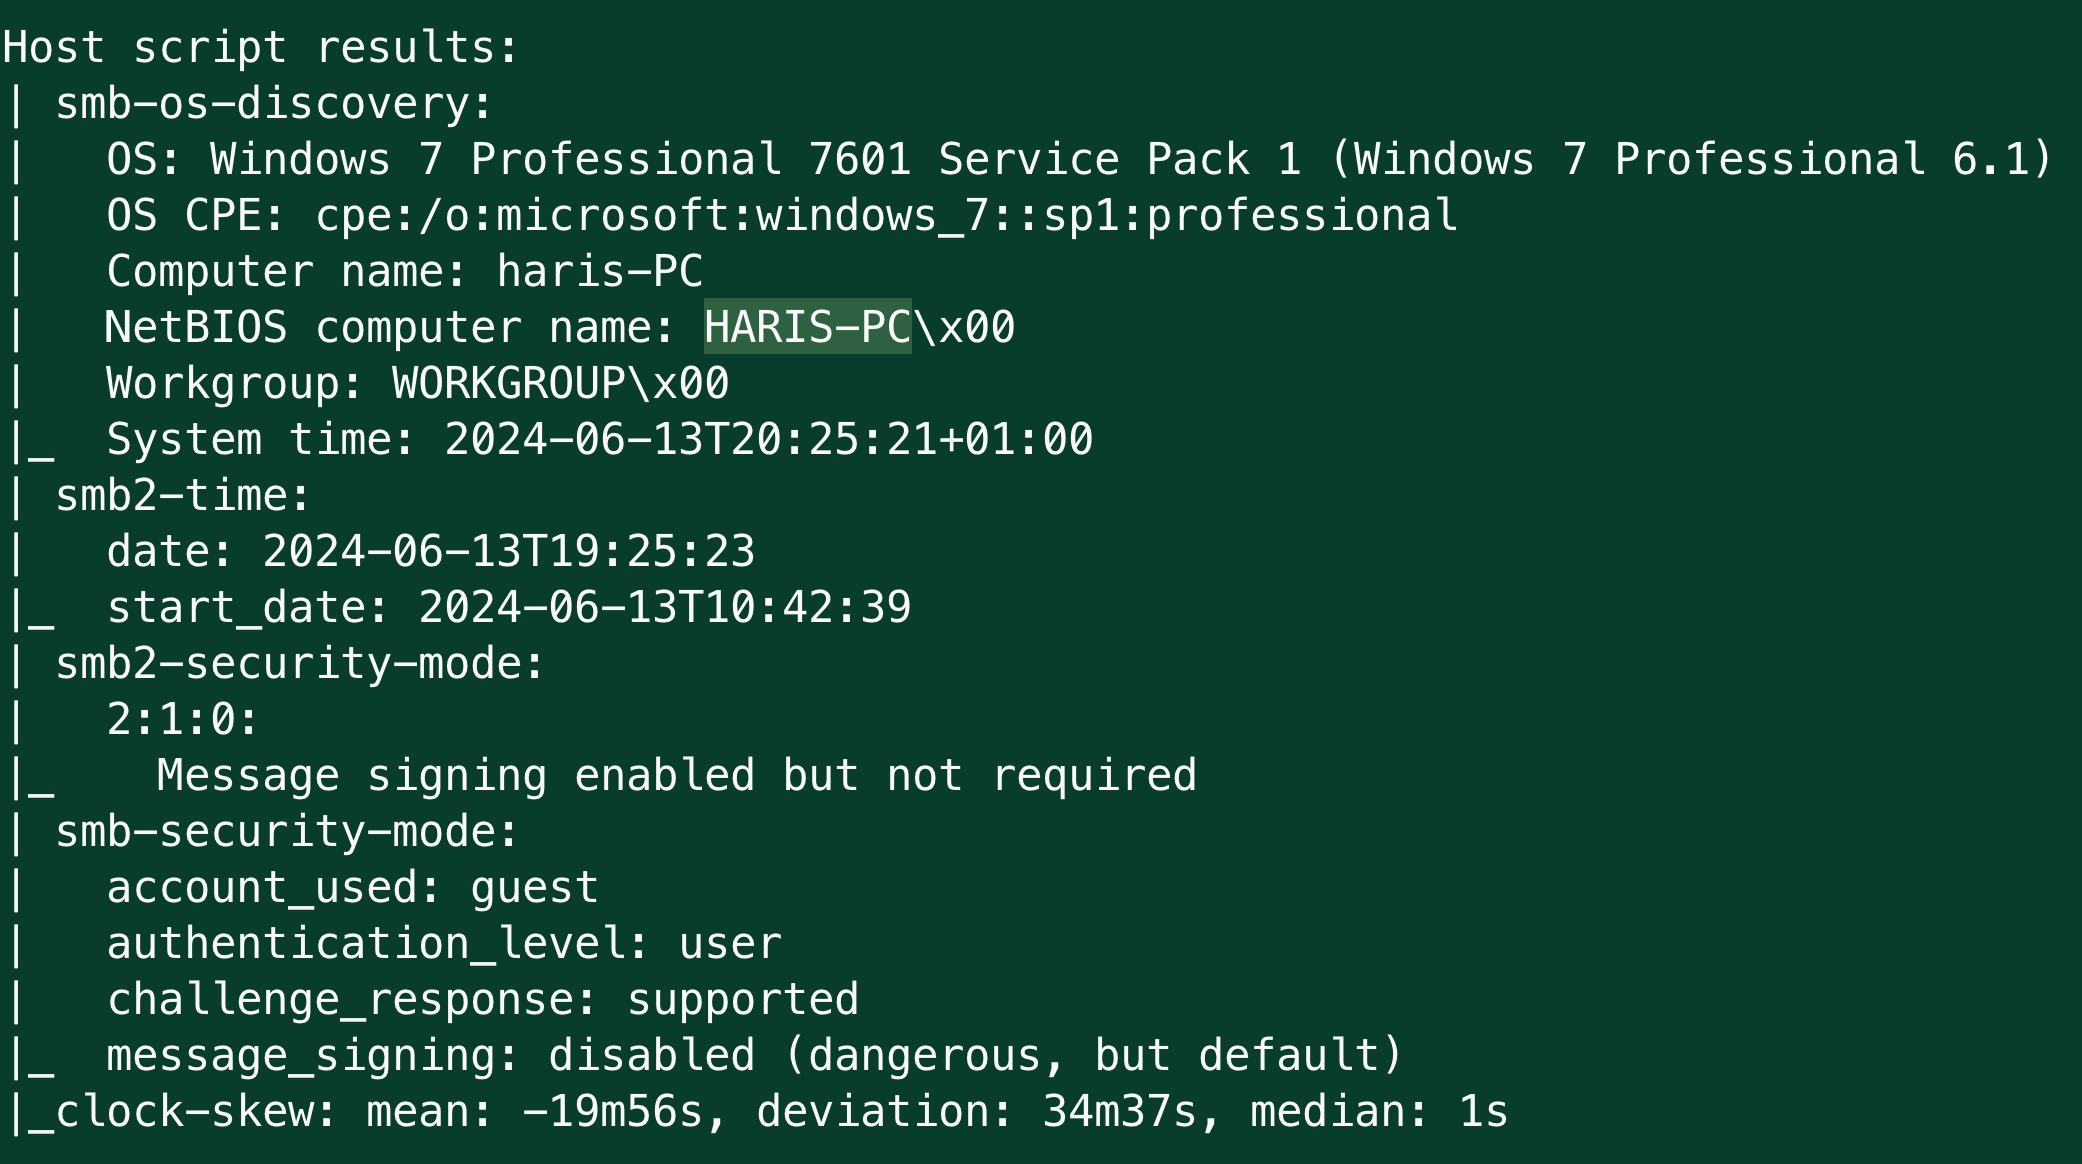 Host script results:
| smb-os-discovery:
|   OS: Windows 7 Professional 7601 Service Pack 1 (Windows 7 Professional 6.1)
|   OS CPE: cpe:/o:microsoft:windows_7::sp1:professional
|   Computer name: haris-PC
|   NetBIOS computer name: HARIS-PC\x00
|   Workgroup: WORKGROUP\x00
|_  System time: 2024-06-13T20:25:21+01:00
| smb2-time:
|   date: 2024-06-13T19:25:23
|_  start_date: 2024-06-13T10:42:39
| smb2-security-mode:
|   2:1:0:
|_    Message signing enabled but not required
| smb-security-mode:
|   account_used: guest
|   authentication_level: user
|   challenge_response: supported
|_  message_signing: disabled (dangerous, but default)
|_clock-skew: mean: -19m56s, deviation: 34m37s, median: 1s